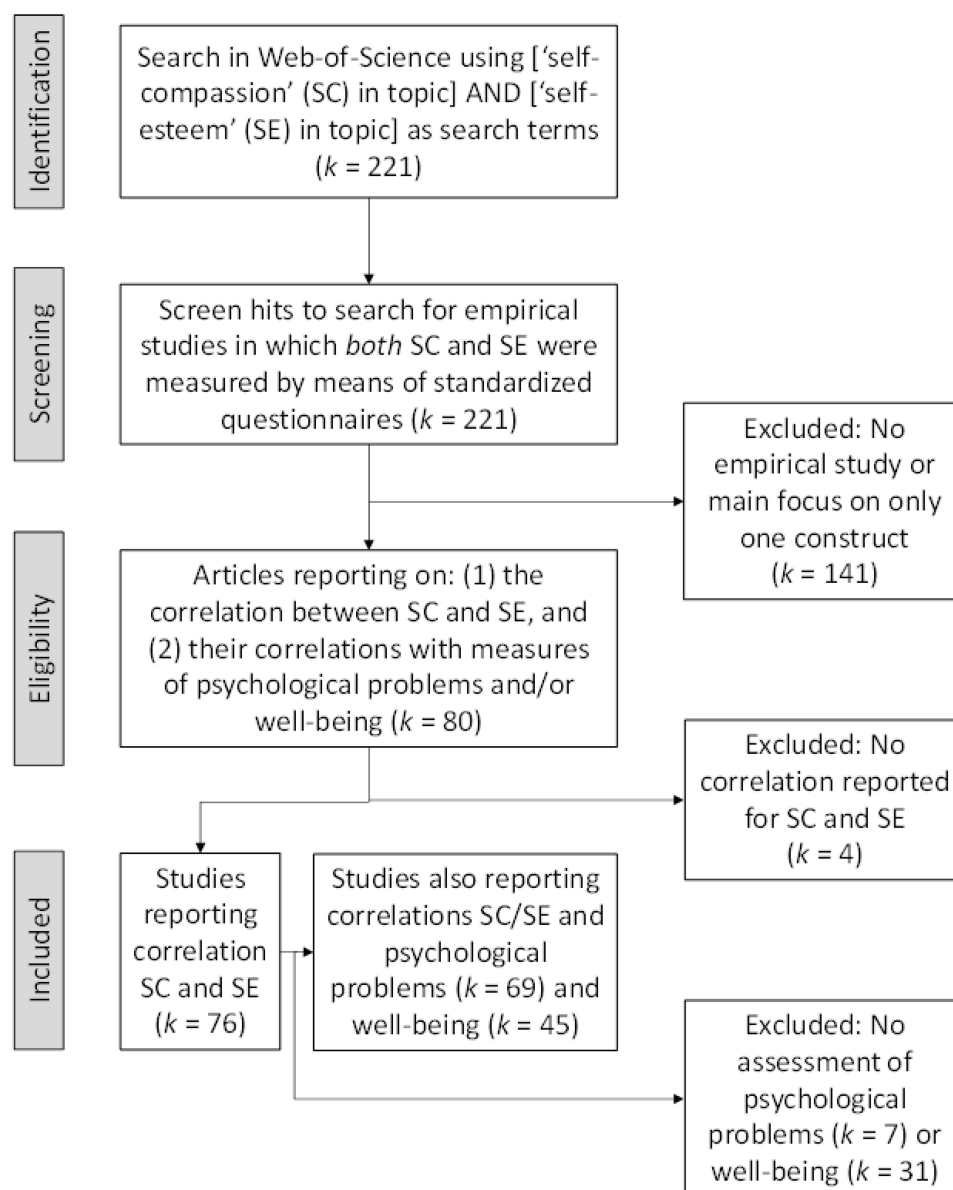 Identification
Search in Web-of-Science using [‘self-
compassion’ (SC) in topic] AND [‘self-
esteem’ (SE) in topic] as search terms
(k = 221)
Screening
Screen hits to search for empirical
studies in which both SC and SE were
measured by means of standardized
questionnaires (k = 221)
Excluded: No
empirical study or
main focus on only
one construct
(k = 141)
Eligibility
Articles reporting on: (1) the
correlation between SC and SE, and
(2) their correlations with measures
of psychological problems and/or
well-being (k = 80)
Excluded: No
correlation reported
for SC and SE
(k = 4)
Included
Studies
reporting
correlation
SC and SE
(k = 76)
Studies also reporting
correlations SC/SE and
psychological
problems (k = 69) and
well-being (k = 45)
Excluded: No
assessment of
psychological
problems (k = 7) or
well-being (k = 31)